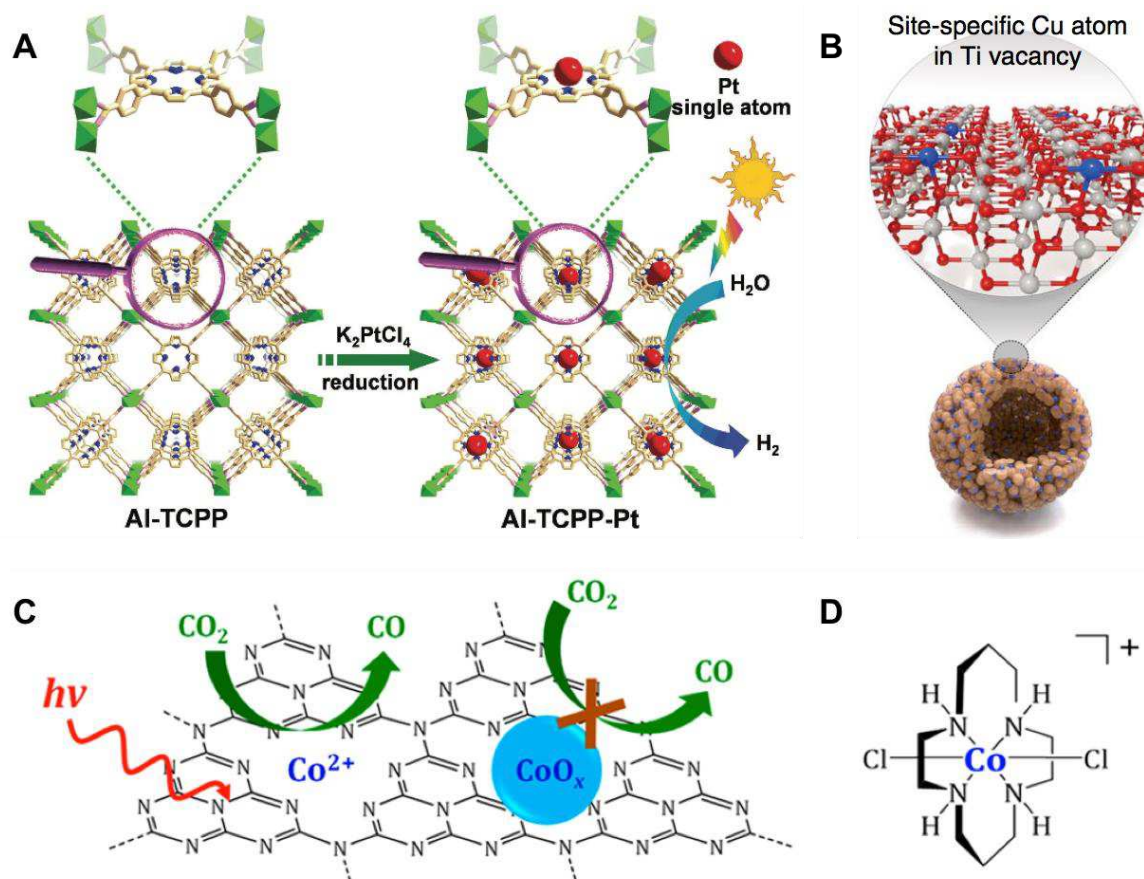 A
Pt
single atom
H₂O
K₂PtCl₄
reduction
H₂
Al-TCPP
Al-TCPP-Pt
B
Site-specific Cu atom
in Ti vacancy
C
CO₂
CO
CO₂
CO
hν
Co²⁺
CoOₓ
N N N N N N N N
N N N N
N N
N N N N N N
N N N N N N N N N
N N
D
+
H H
N N
Cl Co Cl
N N
H H